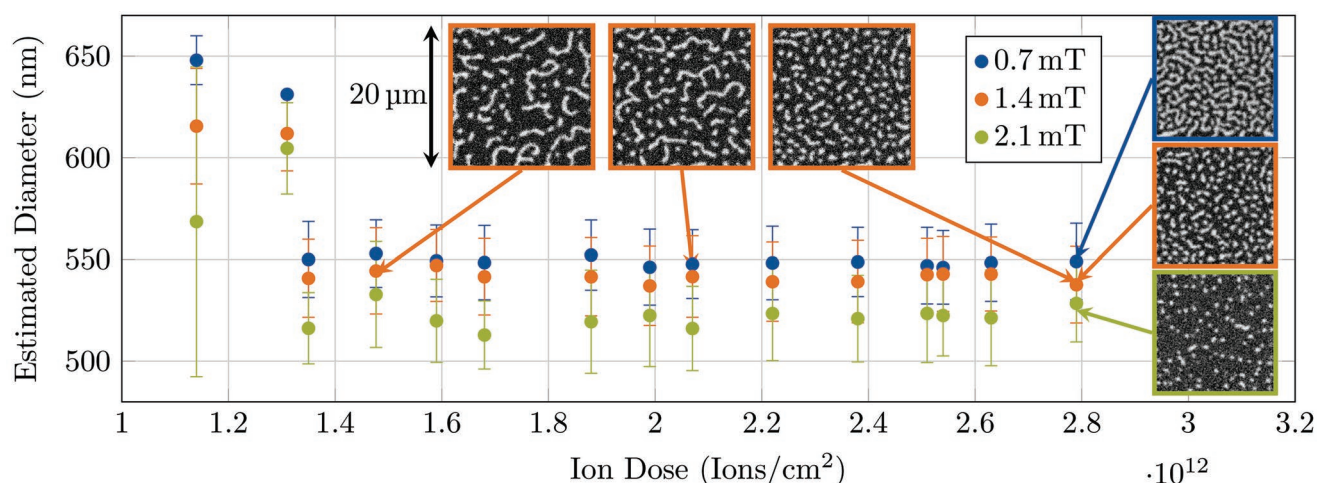 Estimated Diameter (nm)
650
600
550
500
20 µm
0.7 mT
1.4 mT
2.1 mT
1
1.2
1.4
1.6
1.8
2
2.2
2.4
2.6
2.8
3
3.2
Ion Dose (Ions/cm²)
·10¹²